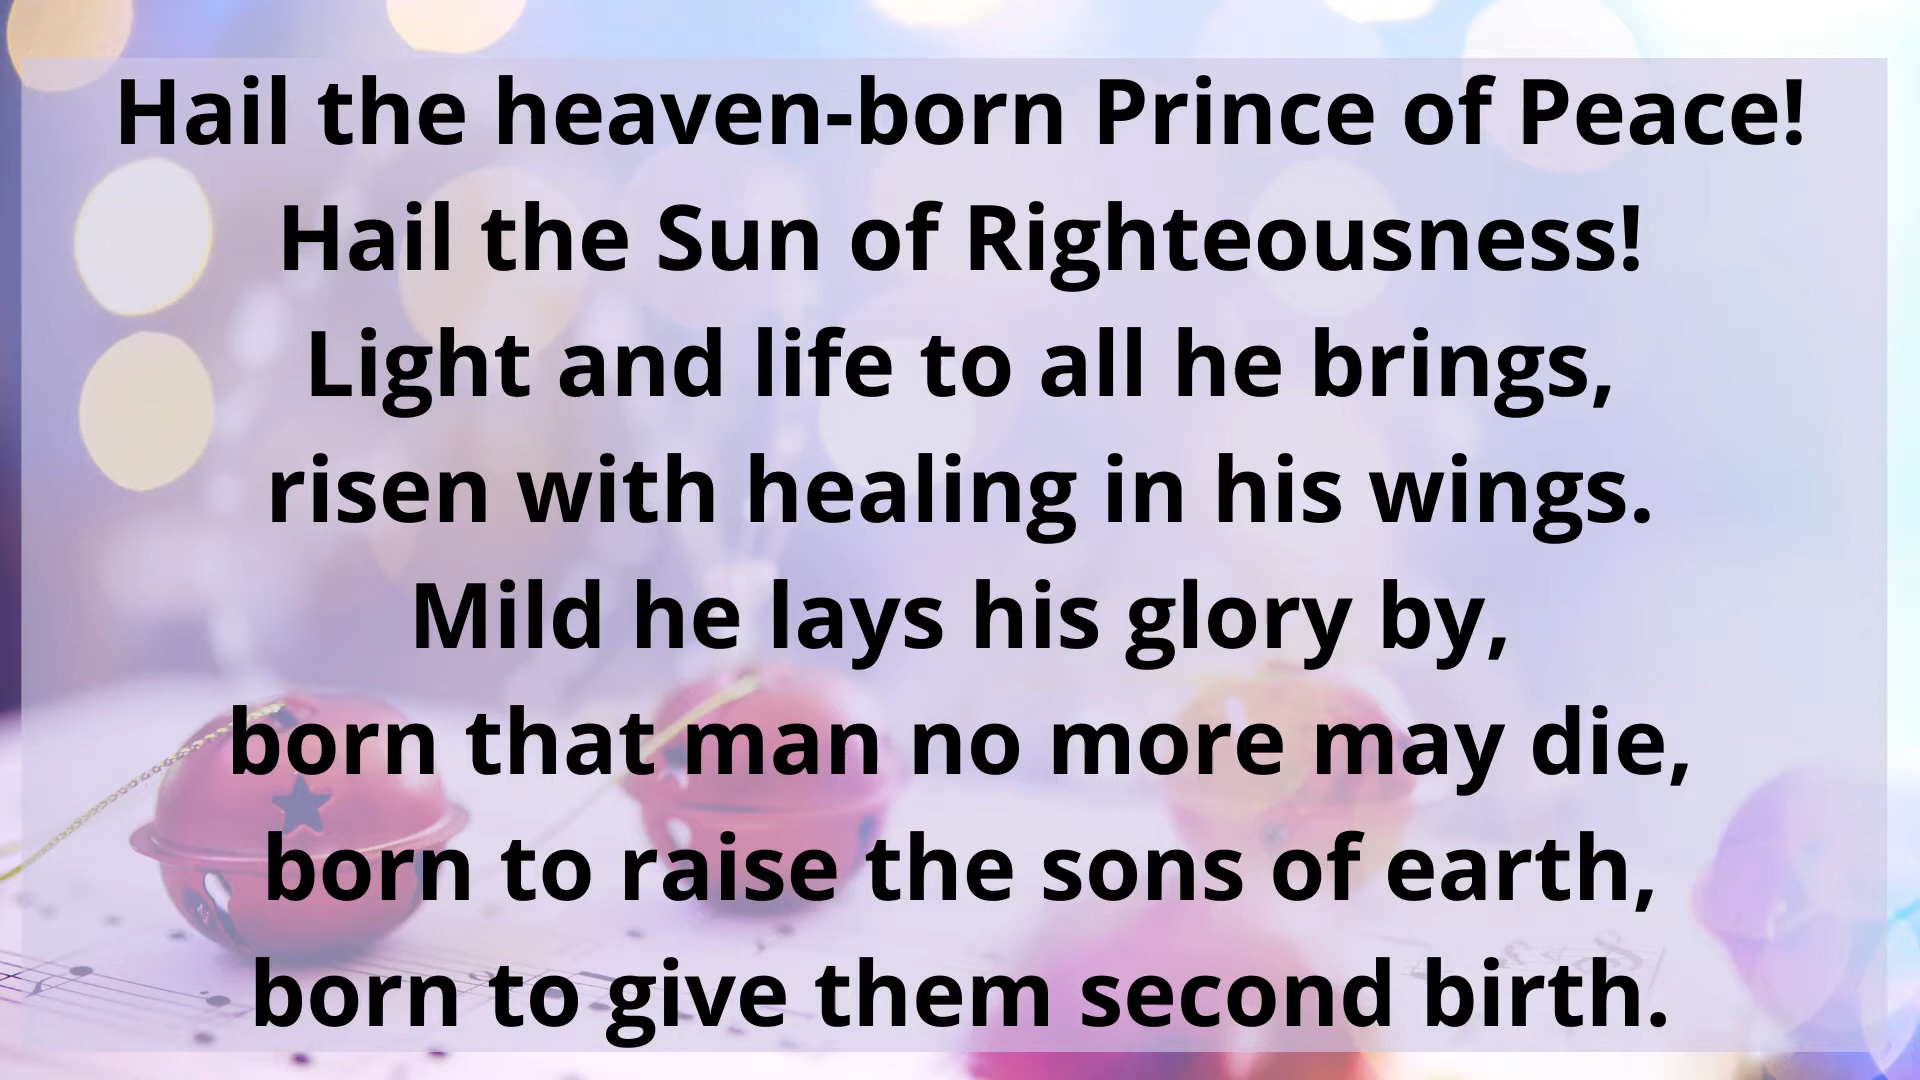 Hail the heaven-born Prince of Peace!
Hail the Sun of Righteousness!
Light and life to all he brings,
risen with healing in his wings.
Mild he lays his glory by,
born that man no more may die,
born to raise the sons of earth,
born to give them second birth.